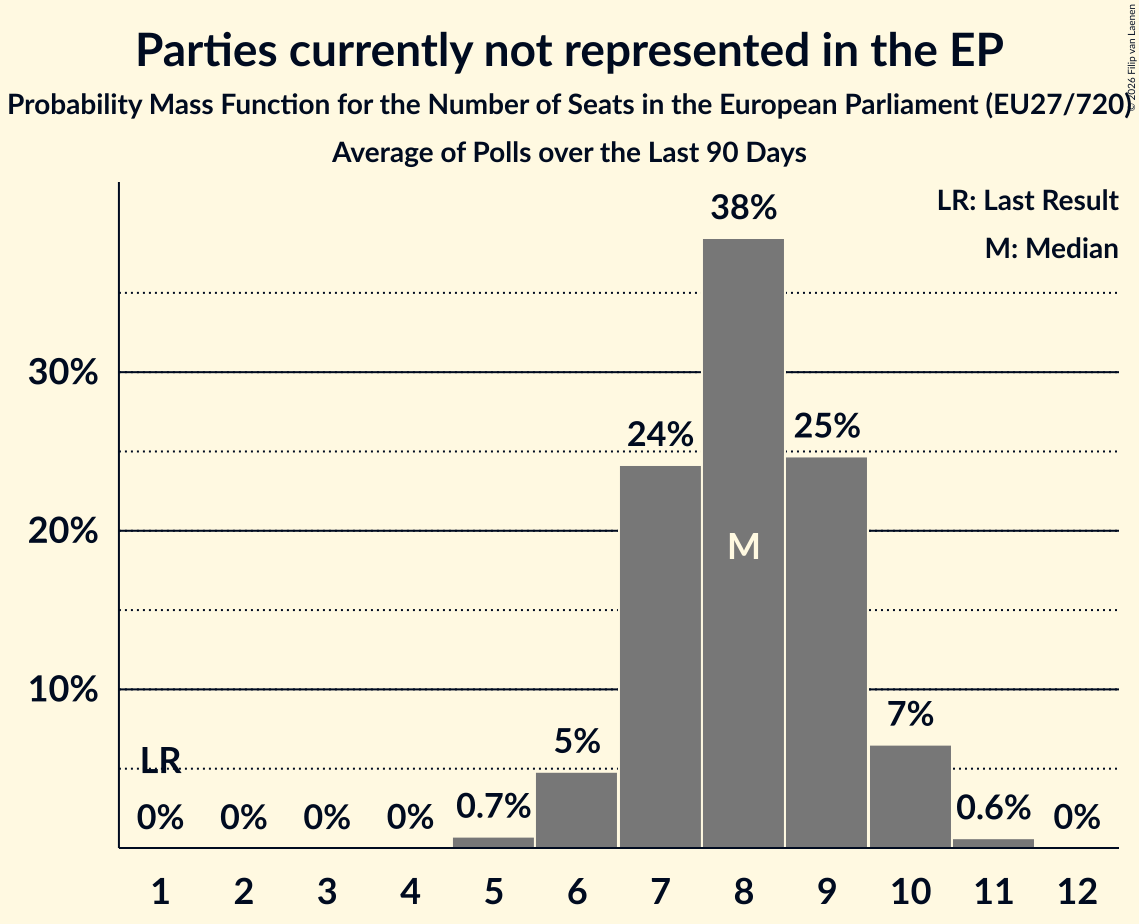 Parties currently not represented in the EP
Probability Mass Function for the Number of Seats in the European Parliament (EU27/720)
Average of Polls over the Last 90 Days
© 2026 Filip van Laenen
LR: Last Result
M: Median
38%
30%
25%
24%
20%
M
10%
7%
5%
LR
0% 0% 0% 0% 0.7% 0.6% 0%
1 2 3 4 5 6 7 8 9 10 11 12